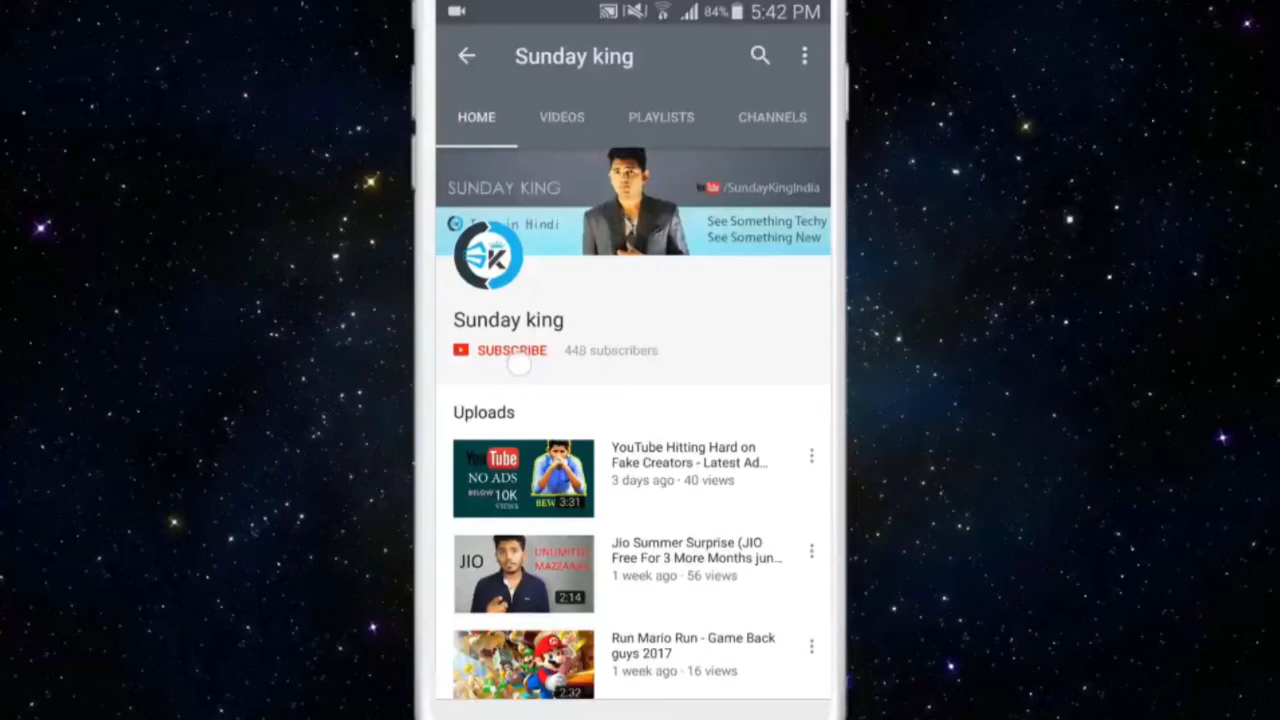 84% 5:42 PM
Sunday king
HOME VIDEOS PLAYLISTS CHANNELS
SUNDAY KING
/SundayKingIndia
in Hindi
See Something Techy
See Something New
SK
Sunday king
SUBSCRIBE 448 subscribers
Uploads
YouTube
NO ADS
BELOW 10K
VIEWS
BEW 3:31
YouTube Hitting Hard on
Fake Creators - Latest Ad...
3 days ago · 40 views
JIO
UNLIMITED
2:14
Jio Summer Surprise (JIO
Free For 3 More Months jun...
1 week ago · 56 views
2:32
Run Mario Run - Game Back
guys 2017
1 week ago · 16 views